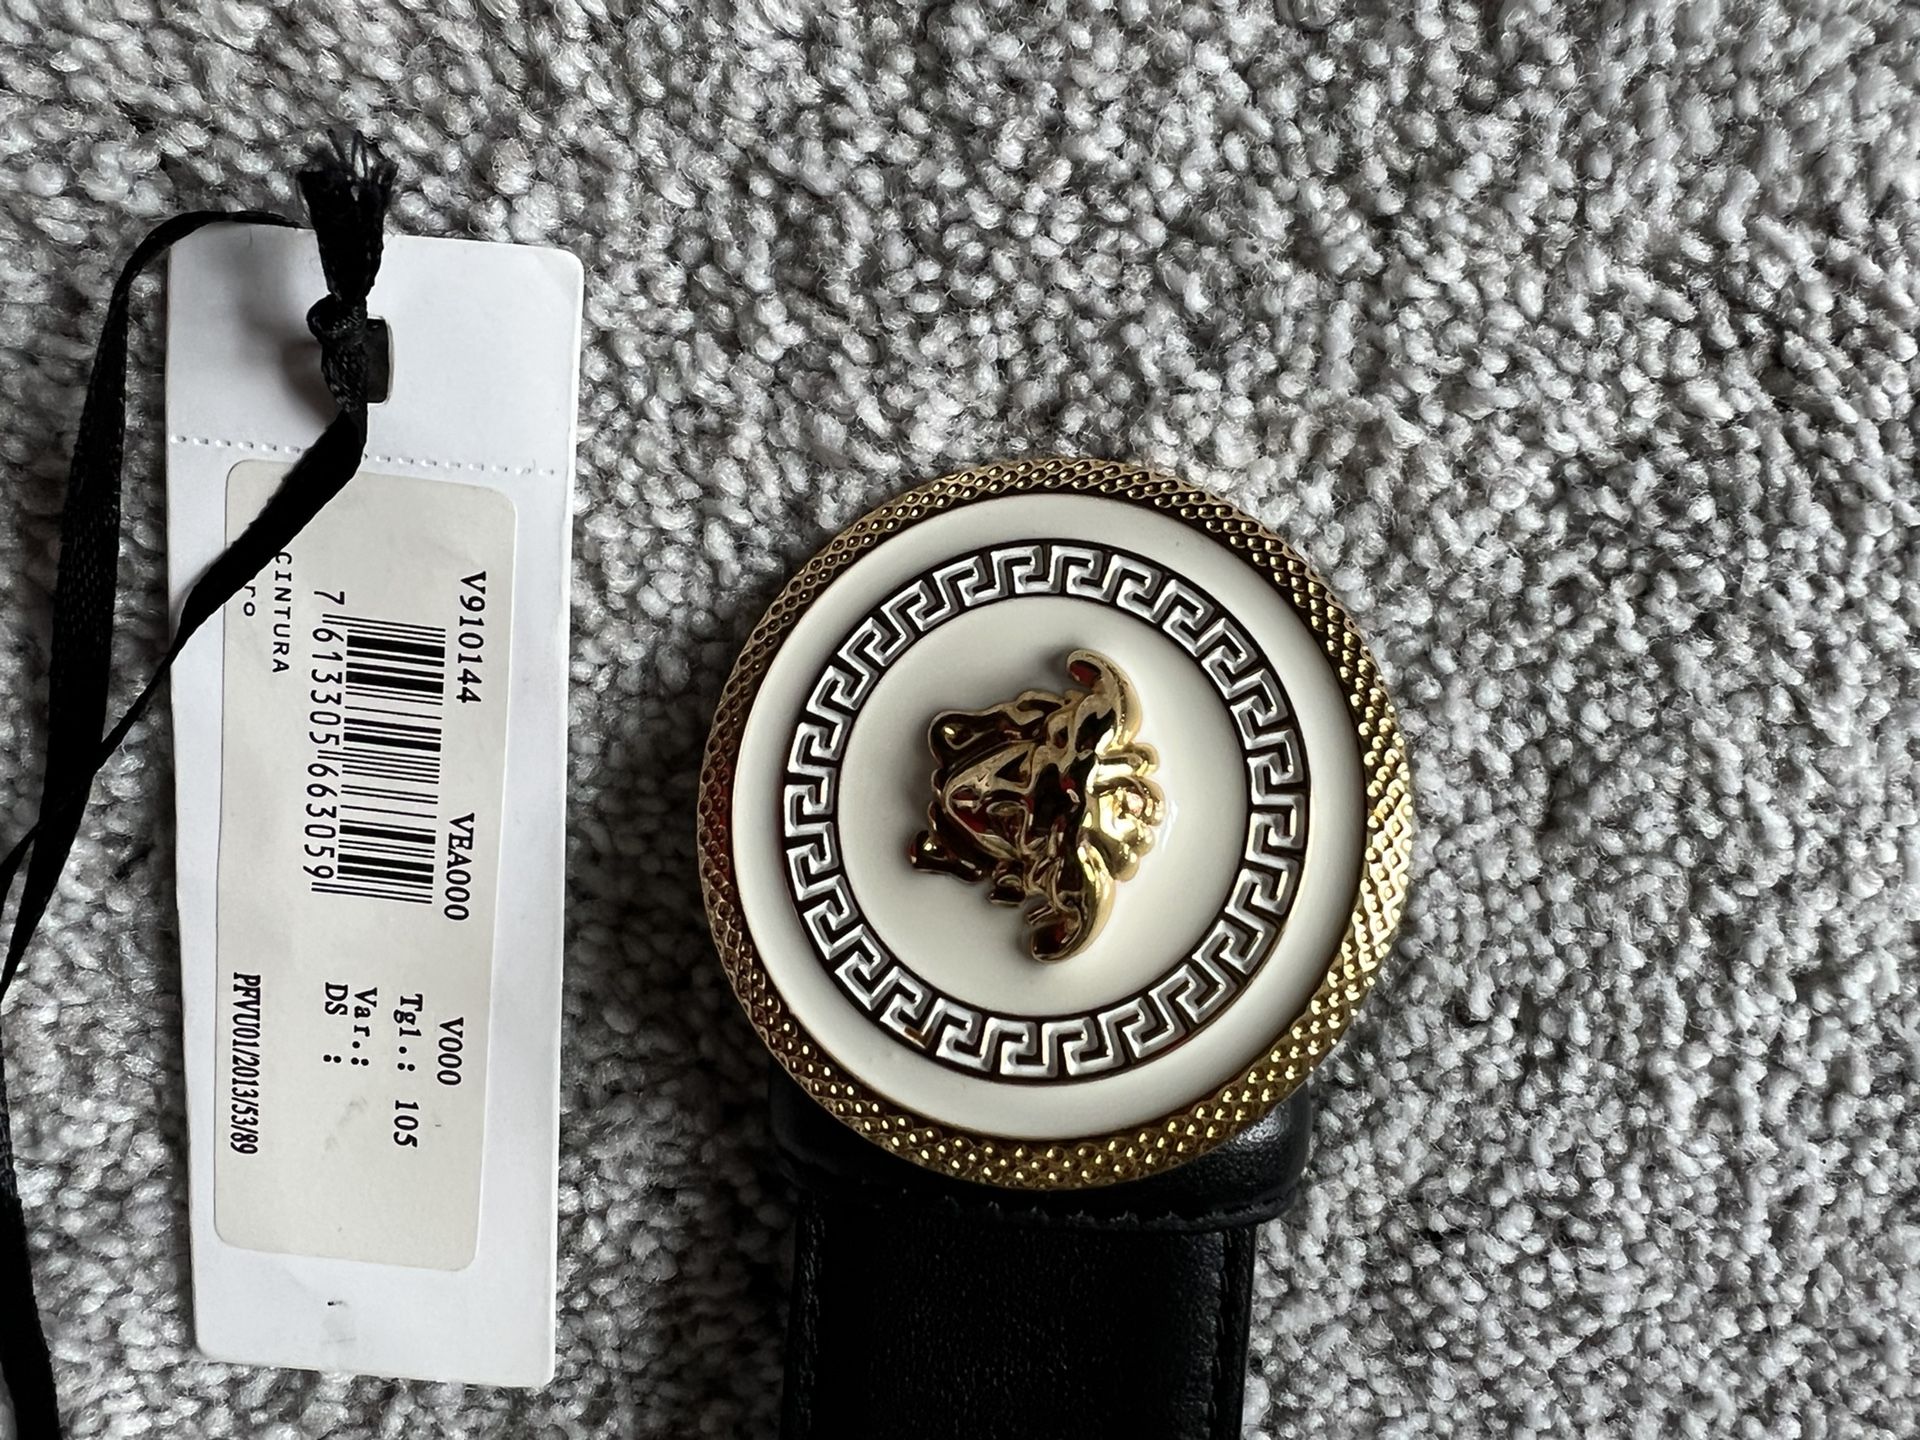 V910144 VEA000 V000
Tgl.: 105
Var.:
DS :
7 613305 663059
CINTURA
PFVU01/2013/53/89